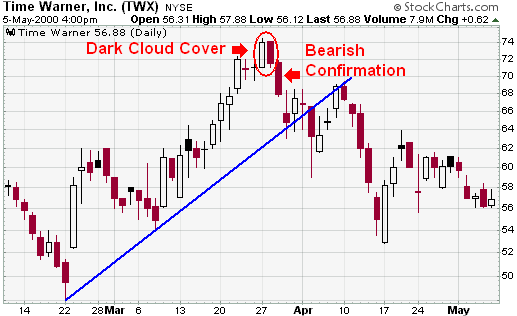 Time Warner, Inc. (TWX) NYSE © StockCharts.com
5-May-2000 4:00pm Open 56.31 High 57.88 Low 56.12 Last 56.88 Volume 7.9M Chg +0.62
Time Warner 56.88 (Daily)
Dark Cloud Cover
Bearish
Confirmation
74
72
70
68
66
64
62
60
58
56
54
52
50
14 22 28 Mar 6 13 20 27 Apr 10 17 24 May